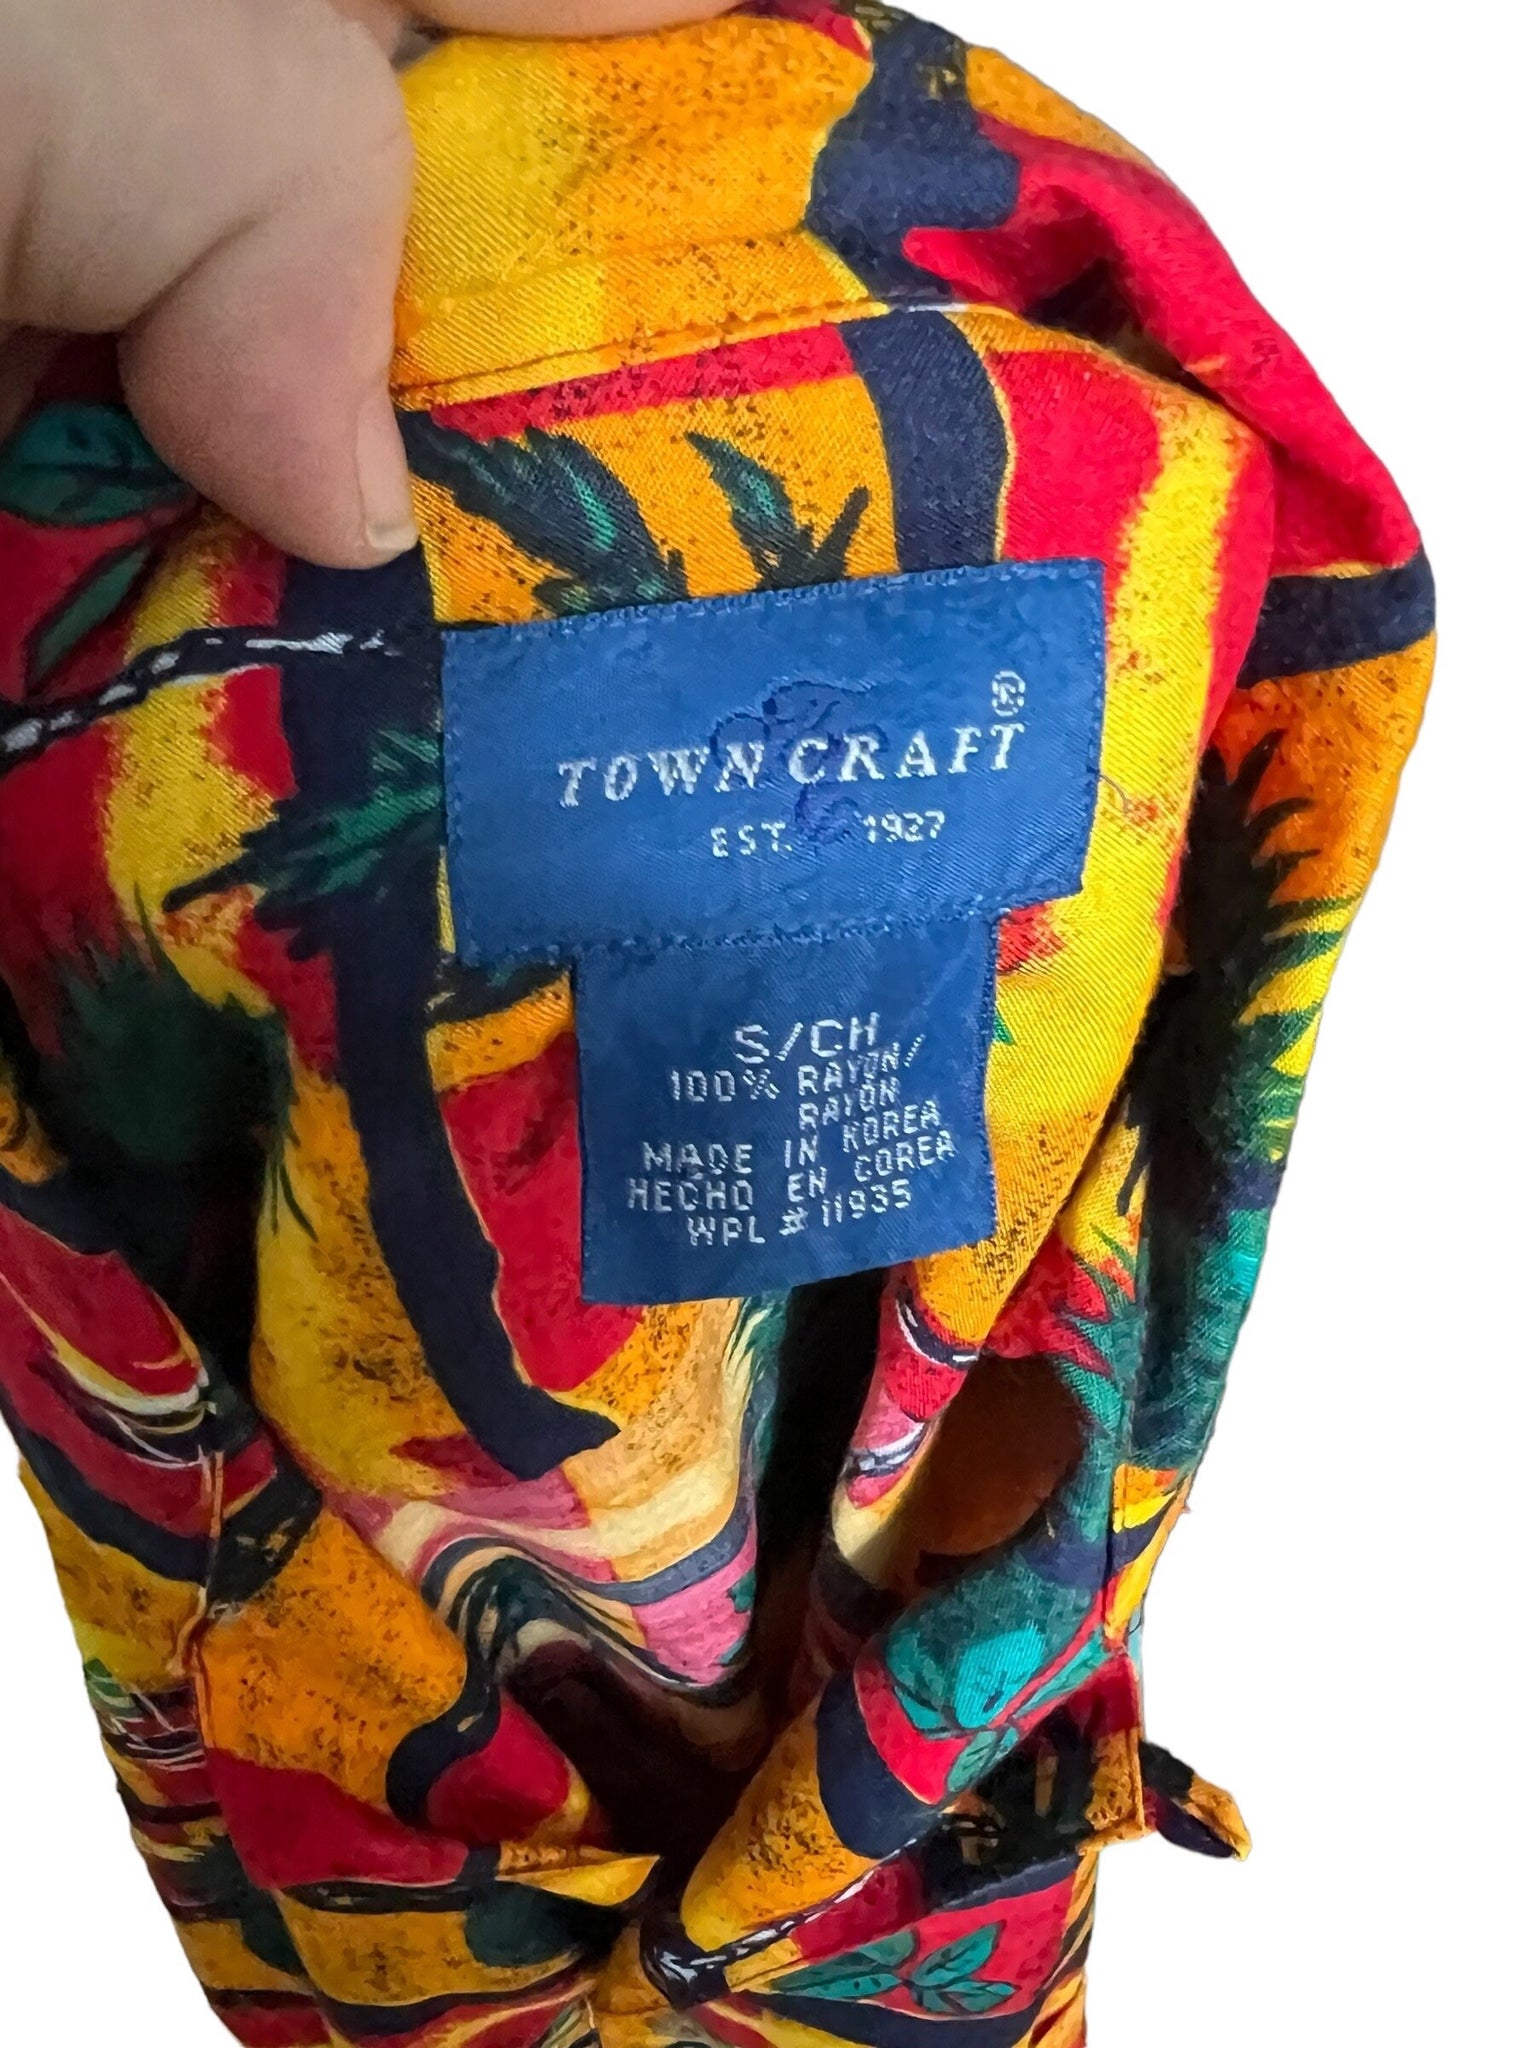 TOWNCRAFT®
EST. 1927
S/CH
100% RAYON/
RAYON
MADE IN KOREA
HECHO EN COREA
WPL # 11935